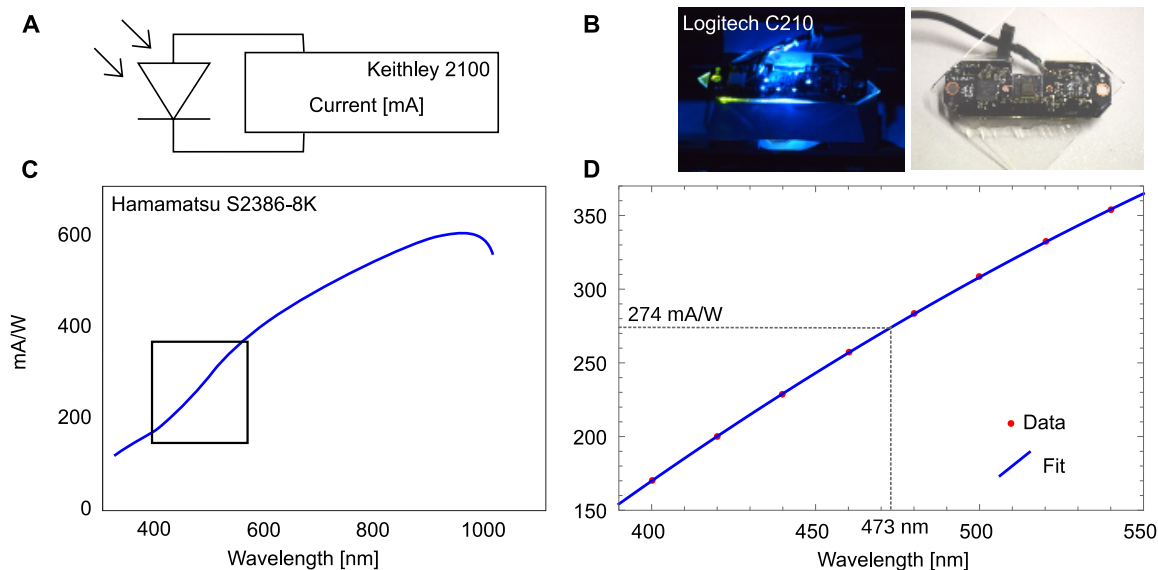 A
Keithley 2100
Current [mA]
B
Logitech C210
C
Hamamatsu S2386-8K
600
400
200
0
mA/W
400
600
800
1000
Wavelength [nm]
D
350
300
274 mA/W
250
200
150
Data
Fit
400
450
473 nm
500
550
Wavelength [nm]